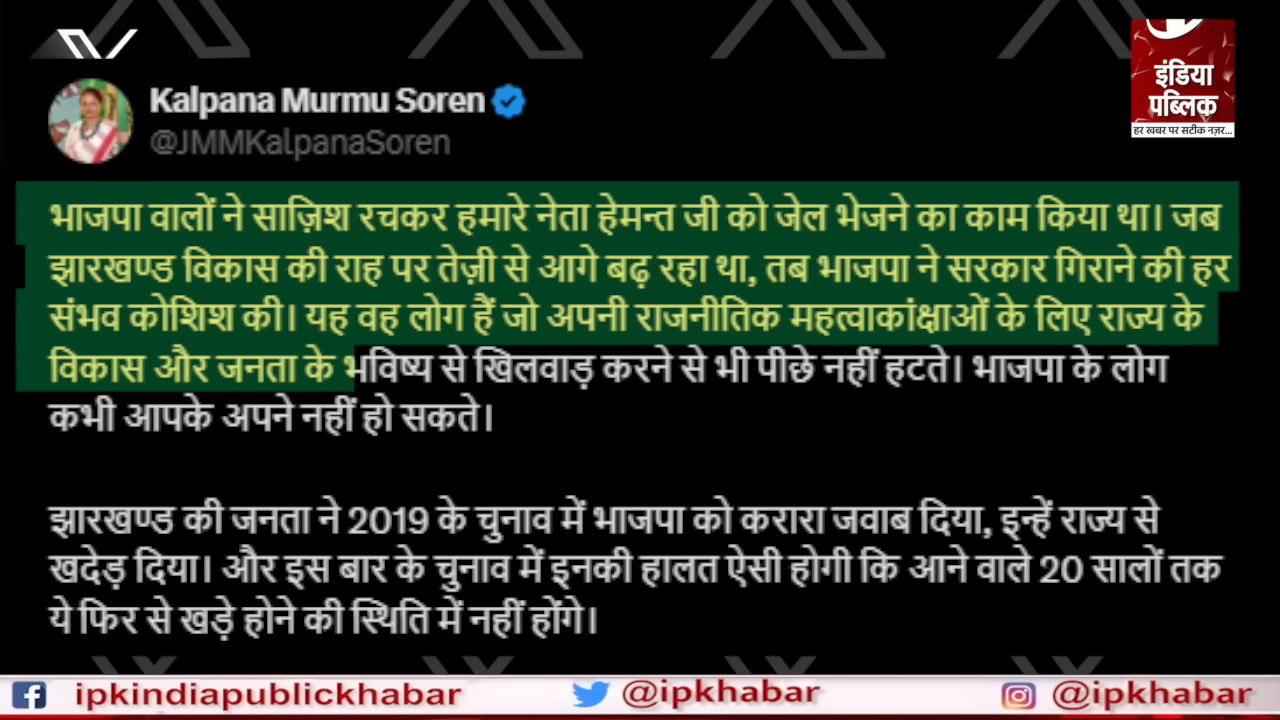 Kalpana Murmu Soren
@JMMKalpanaSoren
इंडिया
पब्लिक
हर खबर पर सटीक नज़र...
भाजपा वालों ने साज़िश रचकर हमारे नेता हेमन्त जी को जेल भेजने का काम किया था। जब
झारखण्ड विकास की राह पर तेज़ी से आगे बढ़ रहा था, तब भाजपा ने सरकार गिराने की हर
संभव कोशिश की। यह वह लोग हैं जो अपनी राजनीतिक महत्वाकांक्षाओं के लिए राज्य के
विकास और जनता के भविष्य से खिलवाड़ करने से भी पीछे नहीं हटते। भाजपा के लोग
कभी आपके अपने नहीं हो सकते।
झारखण्ड की जनता ने 2019 के चुनाव में भाजपा को करारा जवाब दिया, इन्हें राज्य से
खदेड़ दिया। और इस बार के चुनाव में इनकी हालत ऐसी होगी कि आने वाले 20 सालों तक
ये फिर से खड़े होने की स्थिति में नहीं होंगे।
ipkindiapublickhabar
@ipkhabar
@ipkhabar